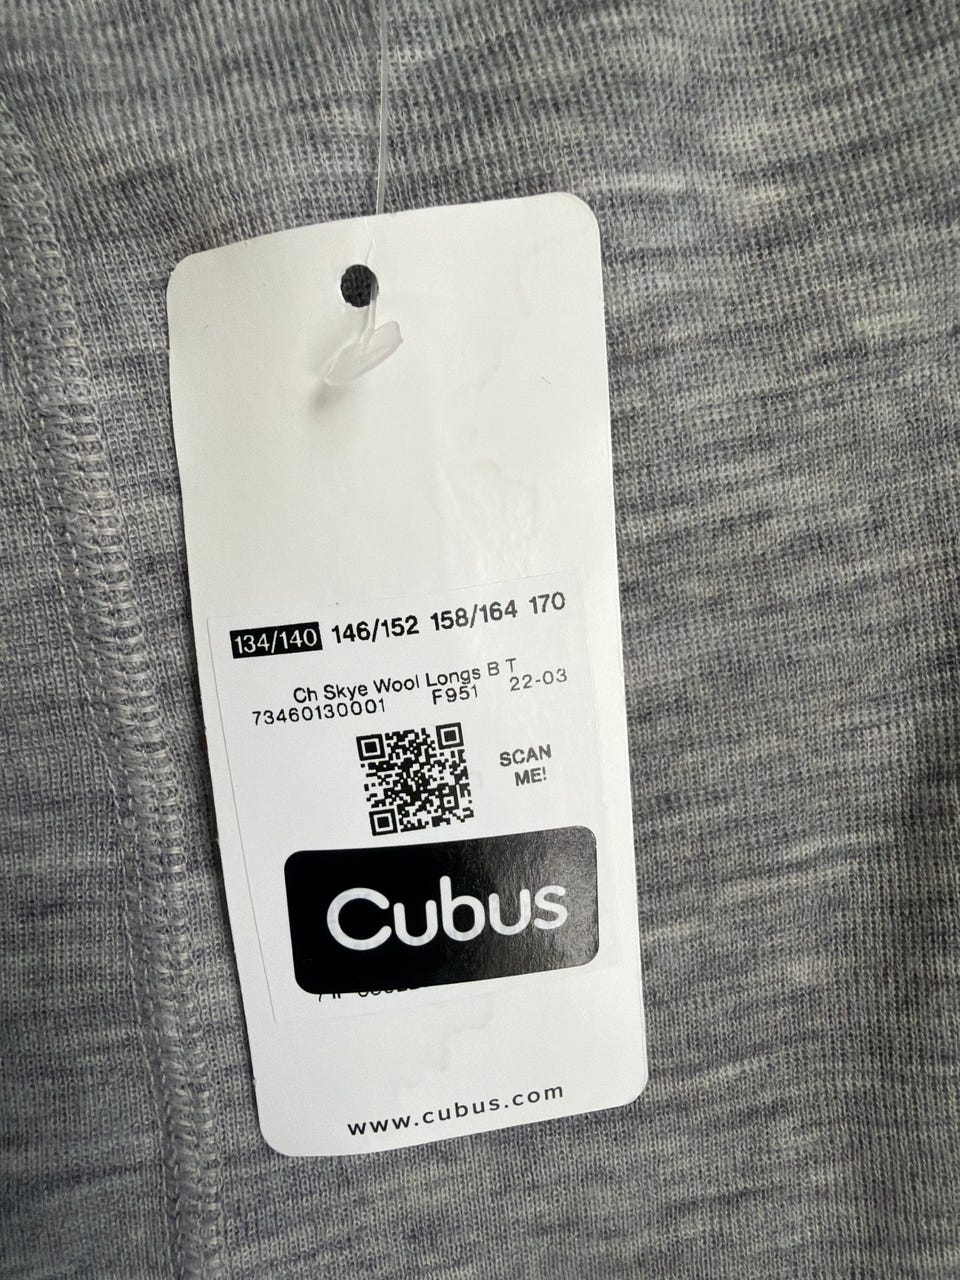 134/140 146/152 158/164 170
Ch Skye Wool Longs B T
73460130001 F951 22-03
SCAN
ME!
Cubus
www.cubus.com